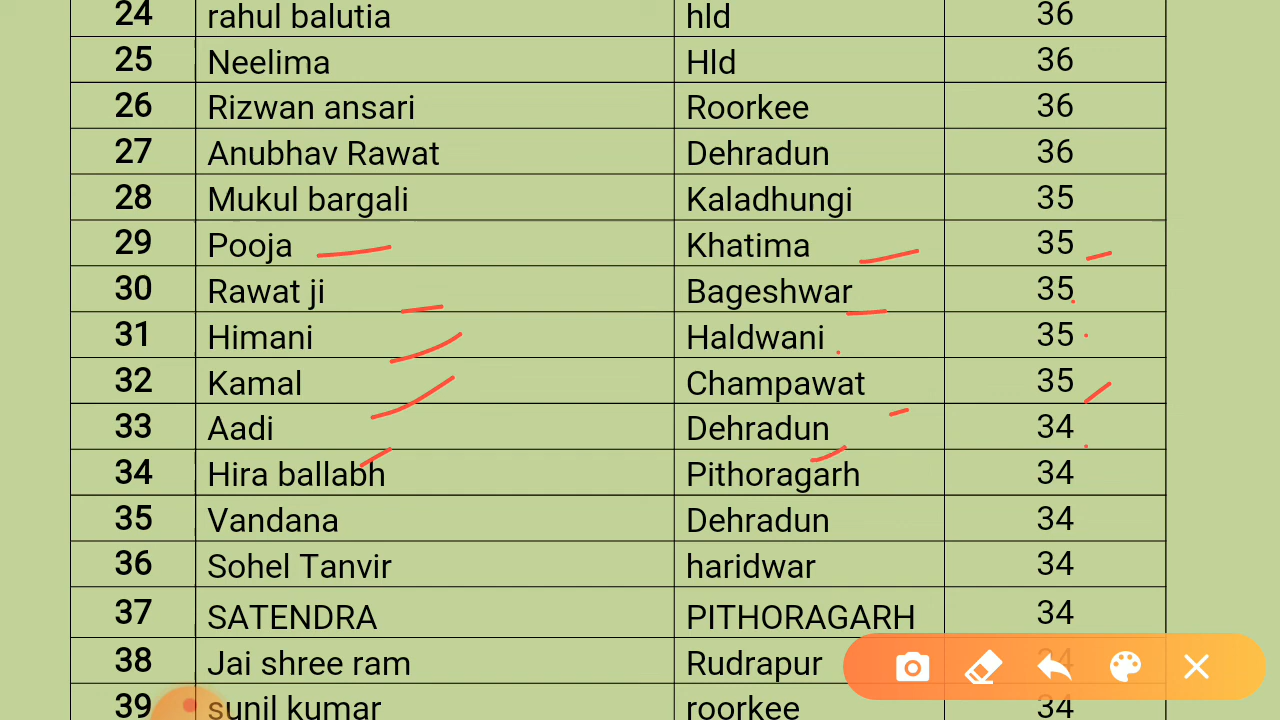 24 rahul balutia hld 36
25 Neelima Hld 36
26 Rizwan ansari Roorkee 36
27 Anubhav Rawat Dehradun 36
28 Mukul bargali Kaladhungi 35
29 Pooja Khatima 35
30 Rawat ji Bageshwar 35
31 Himani Haldwani 35
32 Kamal Champawat 35
33 Aadi Dehradun 34
34 Hira ballabh Pithoragarh 34
35 Vandana Dehradun 34
36 Sohel Tanvir haridwar 34
37 SATENDRA PITHORAGARH 34
38 Jai shree ram Rudrapur 34
39 sunil kumar roorkee 34